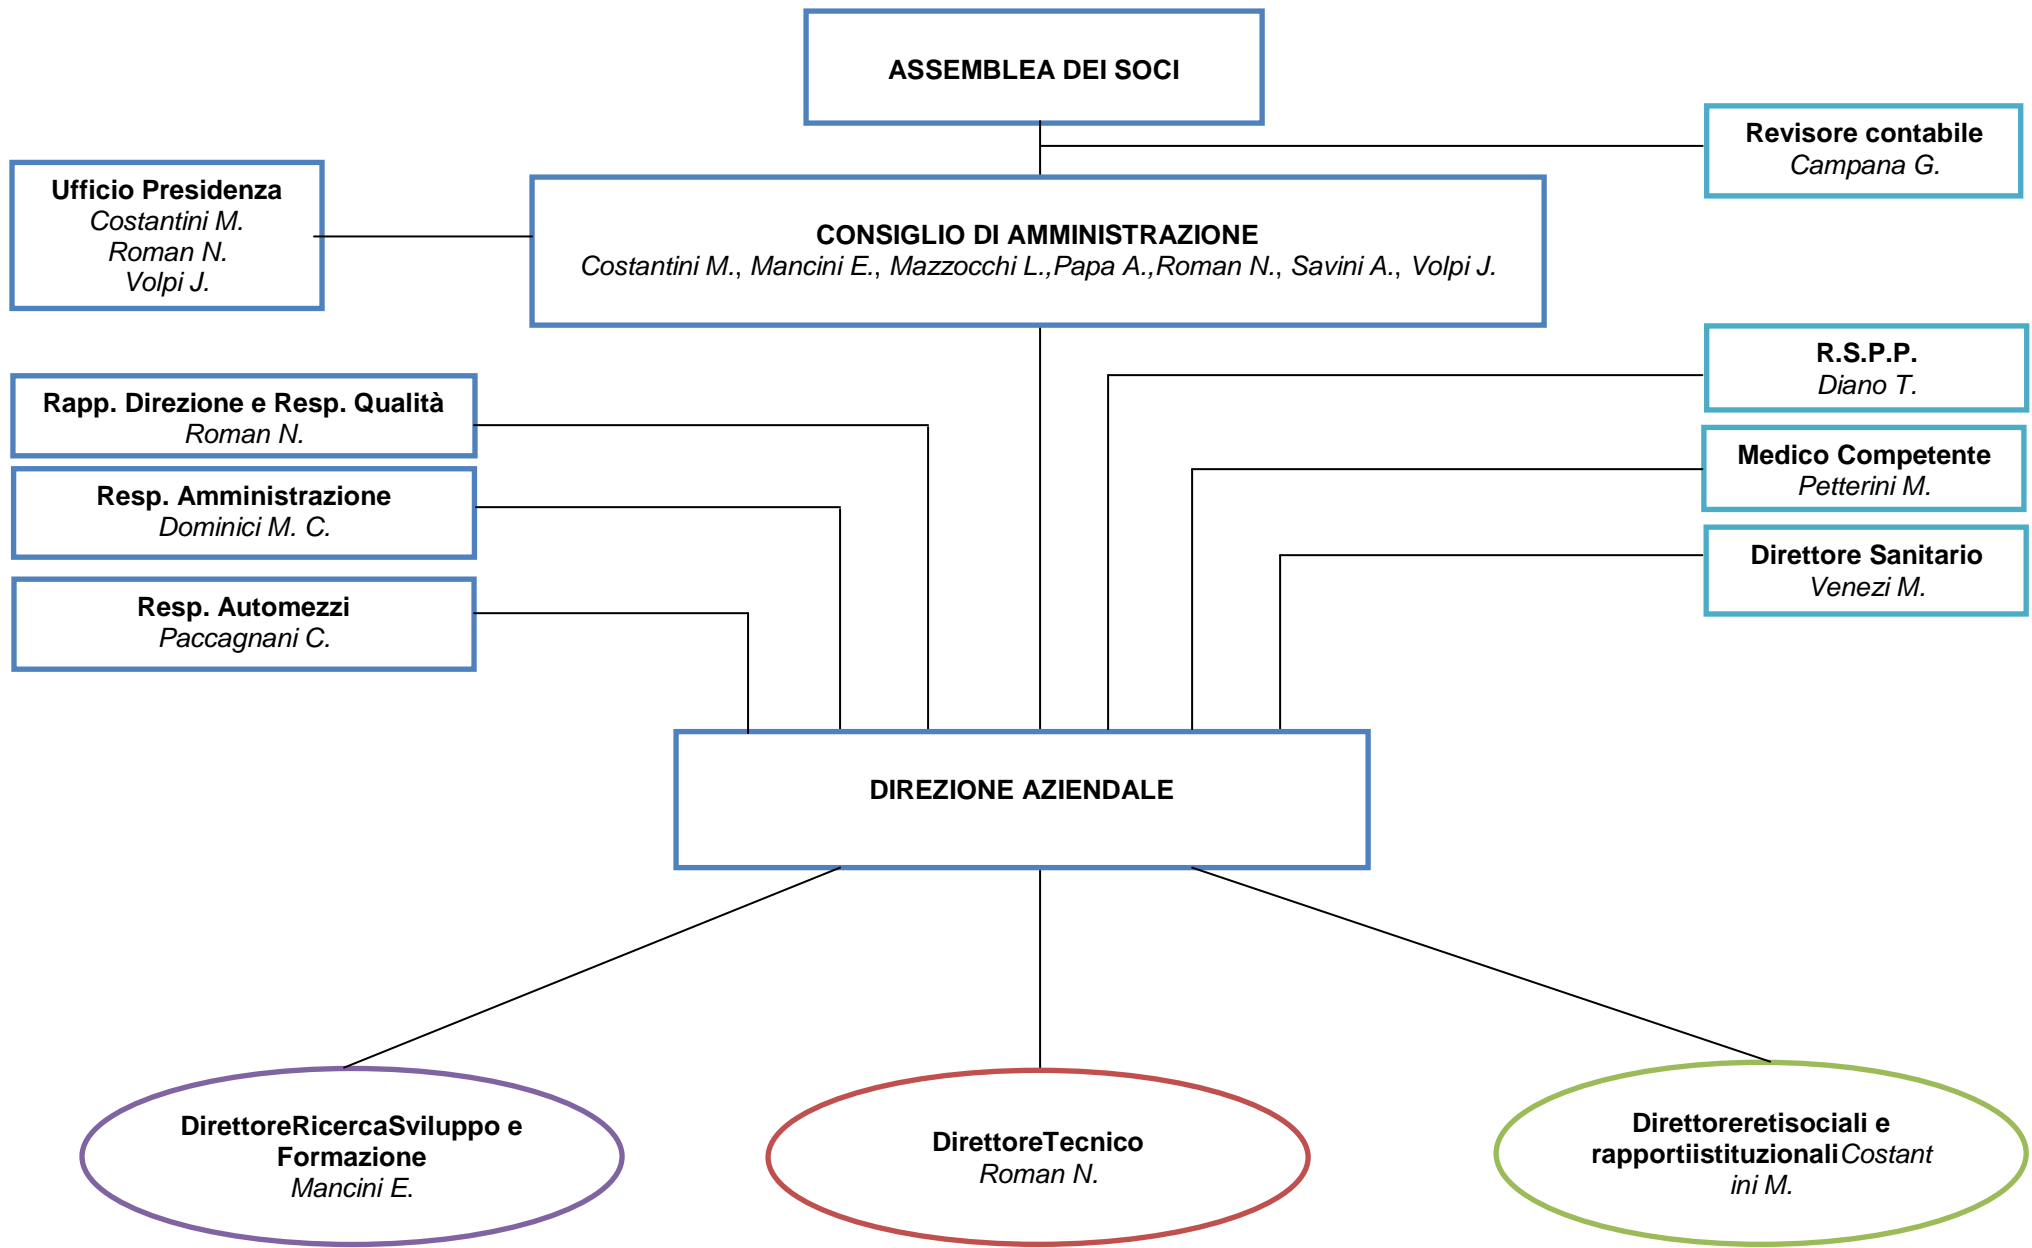 ASSEMBLEA DEI SOCI
Revisore contabile
Campana G.
Ufficio Presidenza
Costantini M.
Roman N.
Volpi J.
CONSIGLIO DI AMMINISTRAZIONE
Costantini M., Mancini E., Mazzocchi L.,Papa A.,Roman N., Savini A., Volpi J.
R.S.P.P.
Diano T.
Rapp. Direzione e Resp. Qualità
Roman N.
Medico Competente
Petterini M.
Resp. Amministrazione
Dominici M. C.
Direttore Sanitario
Venezi M.
Resp. Automezzi
Paccagnani C.
DIREZIONE AZIENDALE
DirettoreRicercaSviluppo e
Formazione
Mancini E.
DirettoreTecnico
Roman N.
Direttoreretisociali e
rapportiistituzionaliCostant
ini M.